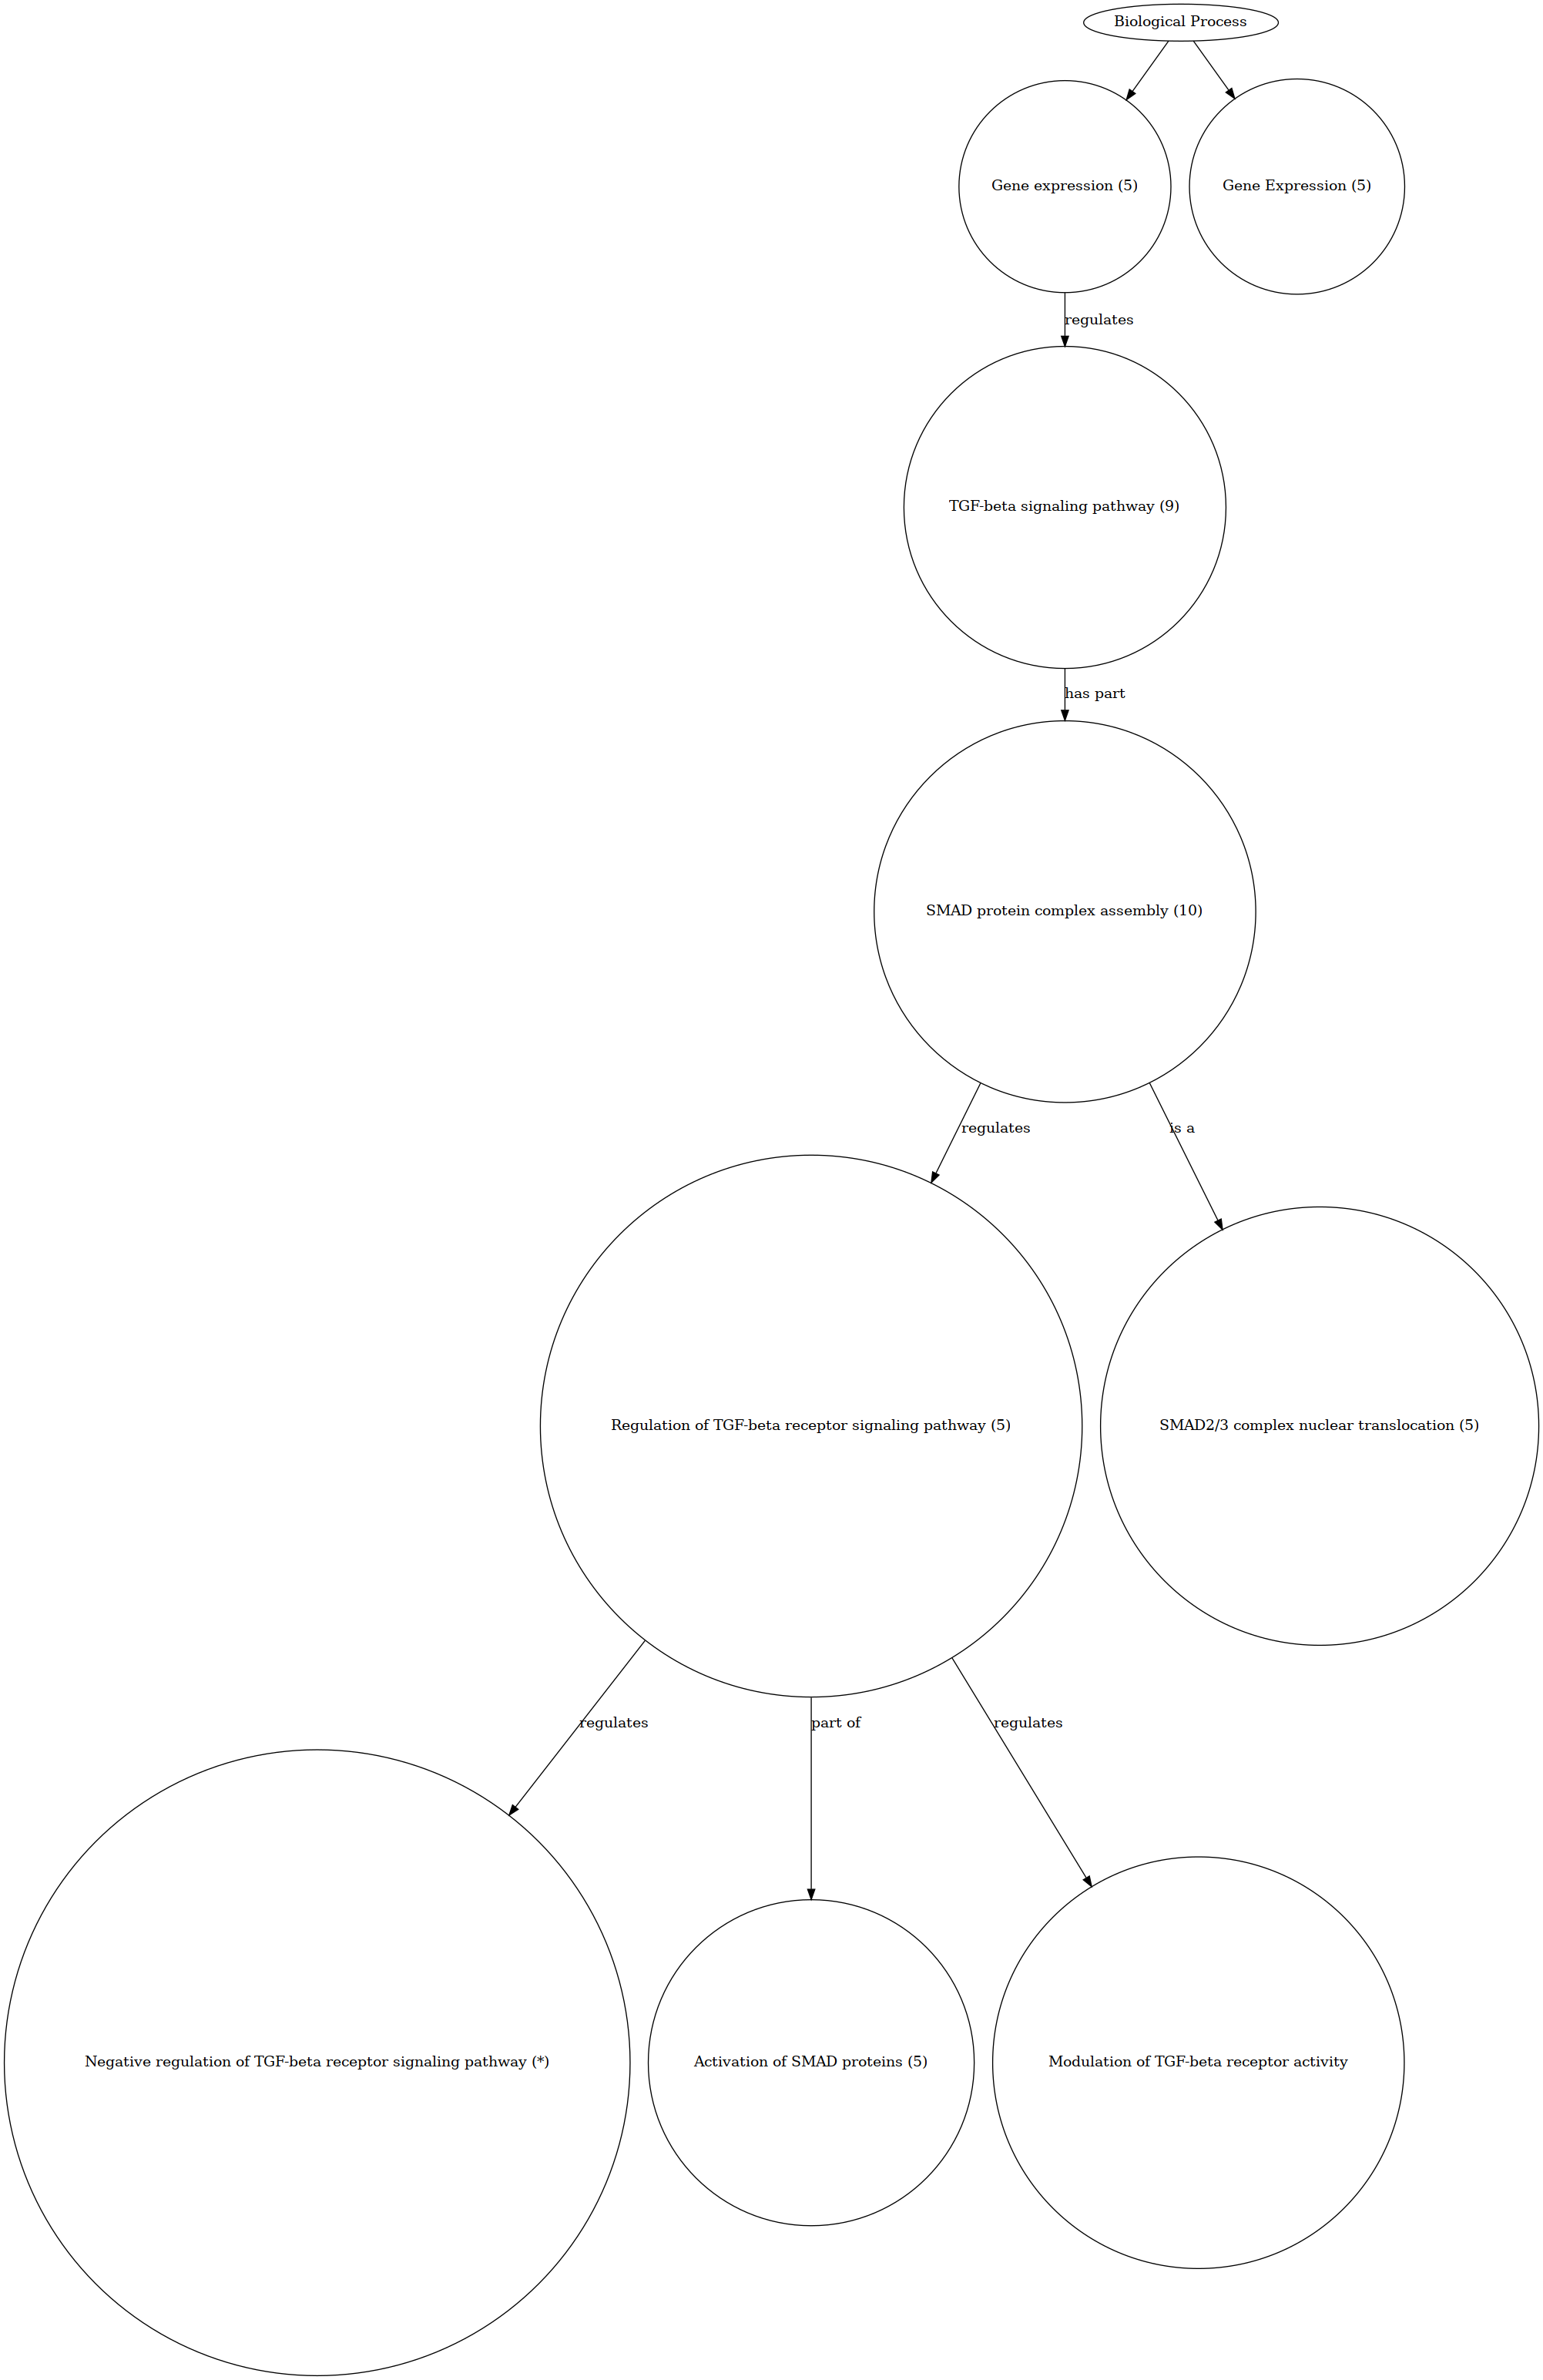 Biological Process
Gene expression (5)
Gene Expression (5)
regulates
TGF-beta signaling pathway (9)
has part
SMAD protein complex assembly (10)
regulates
is a
Regulation of TGF-beta receptor signaling pathway (5)
SMAD2/3 complex nuclear translocation (5)
regulates
part of
regulates
Negative regulation of TGF-beta receptor signaling pathway (*)
Activation of SMAD proteins (5)
Modulation of TGF-beta receptor activity